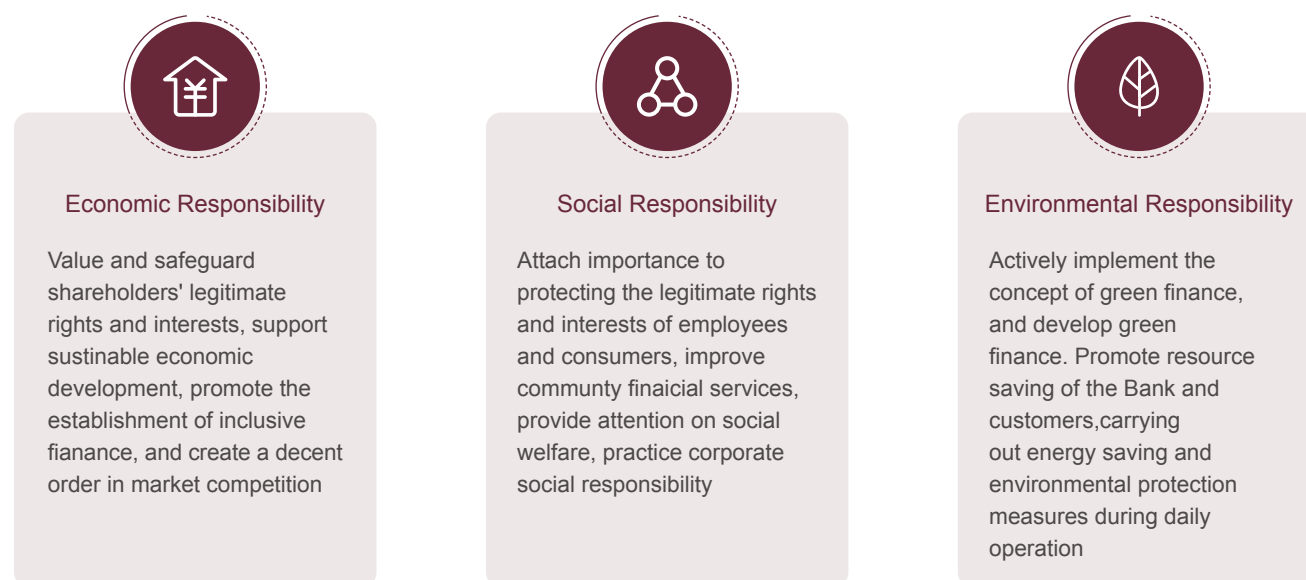 Economic Responsibility
Value and safeguard
shareholders' legitimate
rights and interests, support
sustinable economic
development, promote the
establishment of inclusive
fianance, and create a decent
order in market competition
Social Responsibility
Attach importance to
protecting the legitimate rights
and interests of employees
and consumers, improve
communty finaicial services,
provide attention on social
welfare, practice corporate
social responsibility
Environmental Responsibility
Actively implement the
concept of green finance,
and develop green
finance. Promote resource
saving of the Bank and
customers,carrying
out energy saving and
environmental protection
measures during daily
operation